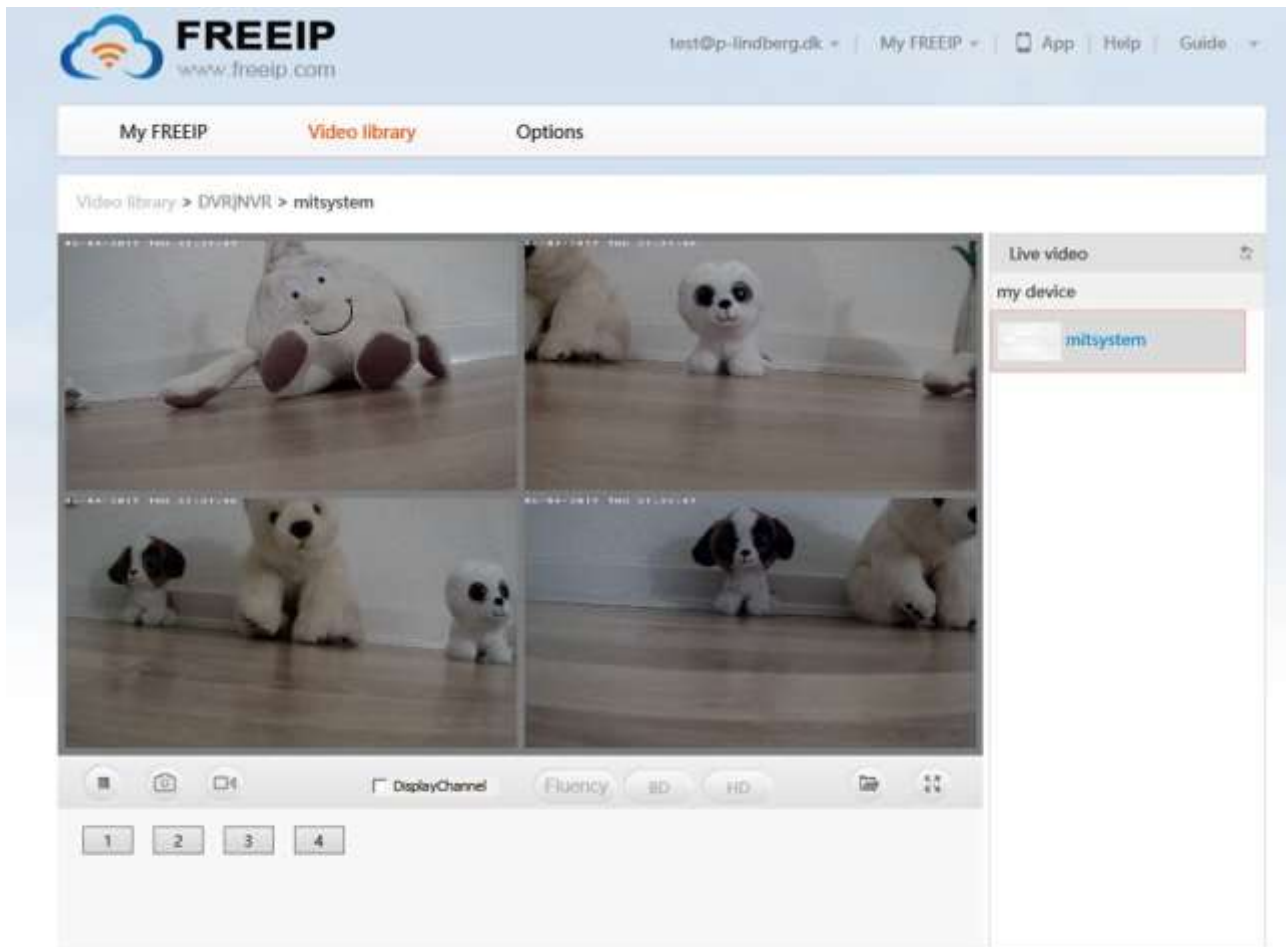 FREEIP
www.freeip.com
test@p-lindberg.dk | My FREEIP | App | Help | Guide
My FREEIP Video library Options
Video library > DVR|NVR > mitsystem
Live video
my device
mitsystem
DisplayChannel Fluency BD HD
1 2 3 4